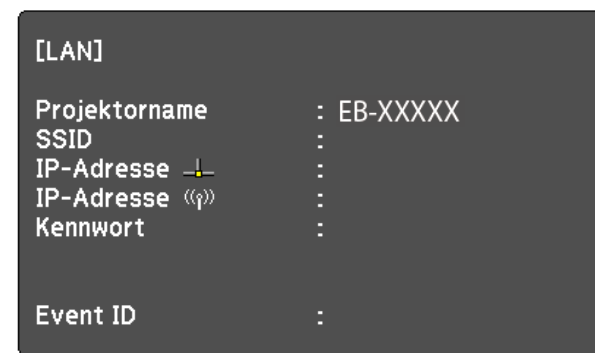 [LAN]
Projektorname : EB-XXXXX
SSID :
IP-Adresse :
IP-Adresse :
Kennwort :
Event ID :